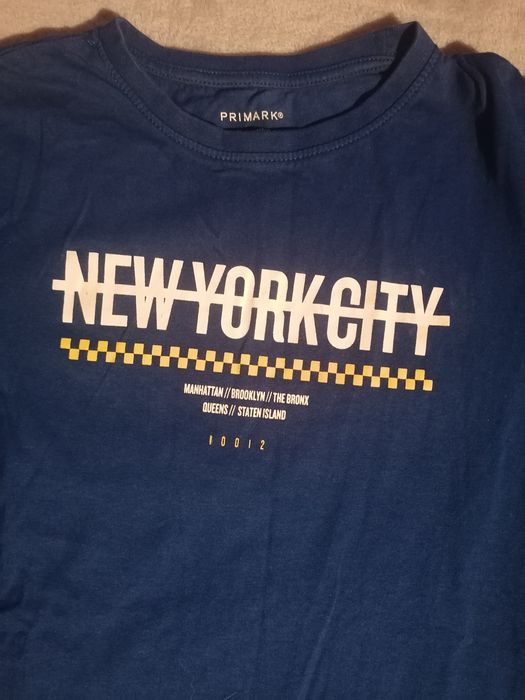 PRIMARK®
NEW YORK CITY
MANHATTAN // BROOKLYN // THE BRONX
QUEENS // STATEN ISLAND
10012